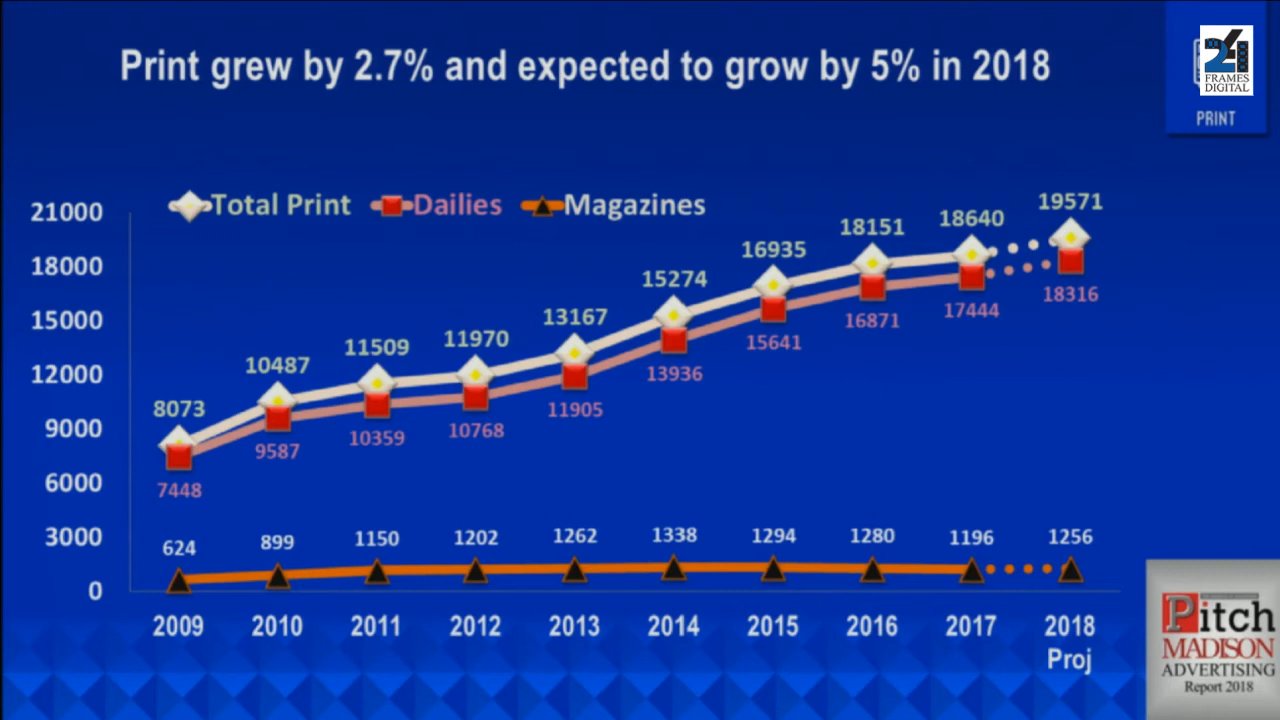 Print grew by 2.7% and expected to grow by 5% in 2018
24
FRAMES
DIGITAL
PRINT
Total Print Dailies Magazines
21000
18000
15000
12000
9000
6000
3000
0
8073 10487 11509 11970 13167 15274 16935 18151 18640 19571
7448 9587 10359 10768 11905 13936 15641 16871 17444 18316
624 899 1150 1202 1262 1338 1294 1280 1196 1256
2009 2010 2011 2012 2013 2014 2015 2016 2017 2018
Proj
Pitch
MADISON
ADVERTISING
Report 2018